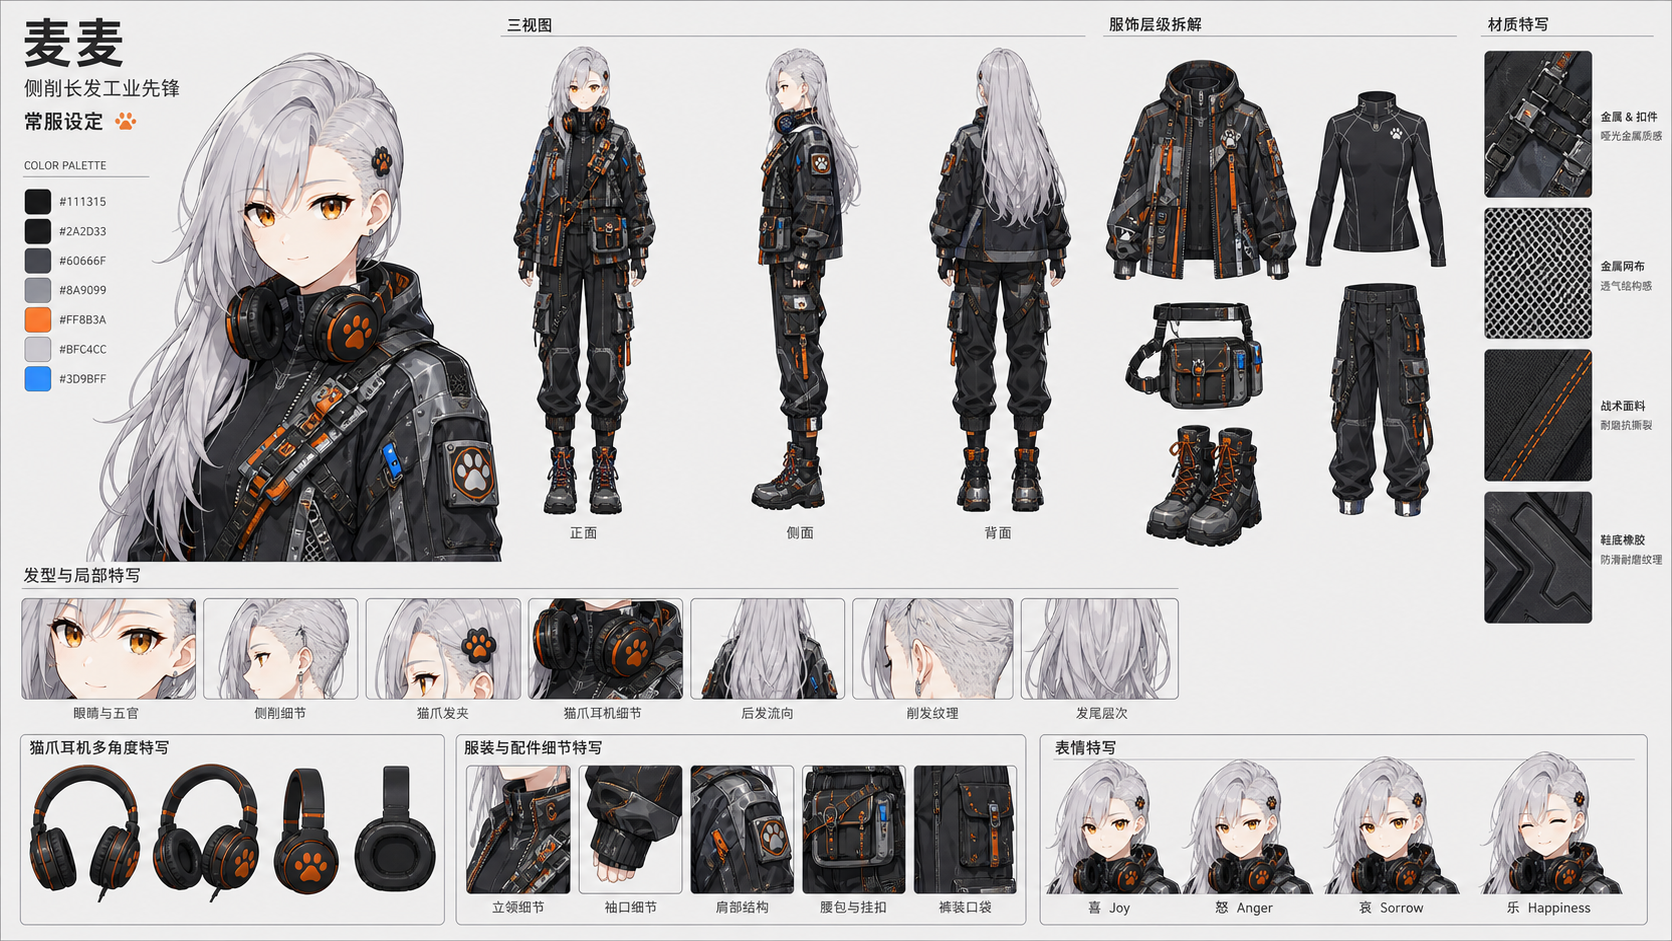 麦麦
侧削长发工业先锋
常服设定
COLOR PALETTE
#111315
#2A2D33
#60666F
#8A9099
#FF8B3A
#BFC4CC
#3D9BFF
三视图
正面
侧面
背面
服饰层级拆解
材质特写
金属 & 扣件
哑光金属质感
金属网布
透气结构感
战术面料
耐磨抗撕裂
鞋底橡胶
防滑耐磨纹理
发型与局部特写
眼睛与五官
侧削细节
猫爪发夹
猫爪耳机细节
后发流向
削发纹理
发尾层次
猫爪耳机多角度特写
服装与配件细节特写
立领细节
袖口细节
肩部结构
腰包与挂扣
裤装口袋
表情特写
喜 Joy
怒 Anger
哀 Sorrow
乐 Happiness